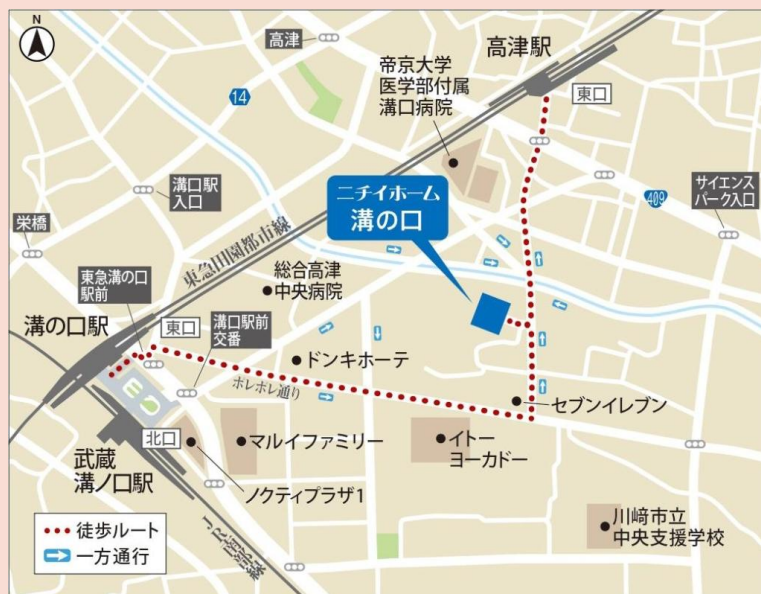 N
高津
高津駅
東口
帝京大学
医学部付属
溝口病院
14
溝口駅
入口
ニチイホーム
溝の口
409
サイエンス
パーク入口
栄橋
東急田園都市線
東急溝の口
駅前
総合高津
中央病院
溝の口駅
東口
溝口駅前
交番
ドンキホーテ
ポレポレ通り
セブンイレブン
北口
マルイファミリー
イトー
ヨーカドー
武蔵
溝ノ口駅
ノクティプラザ1
JR南部線
川崎市立
中央支援学校
徒歩ルート
一方通行